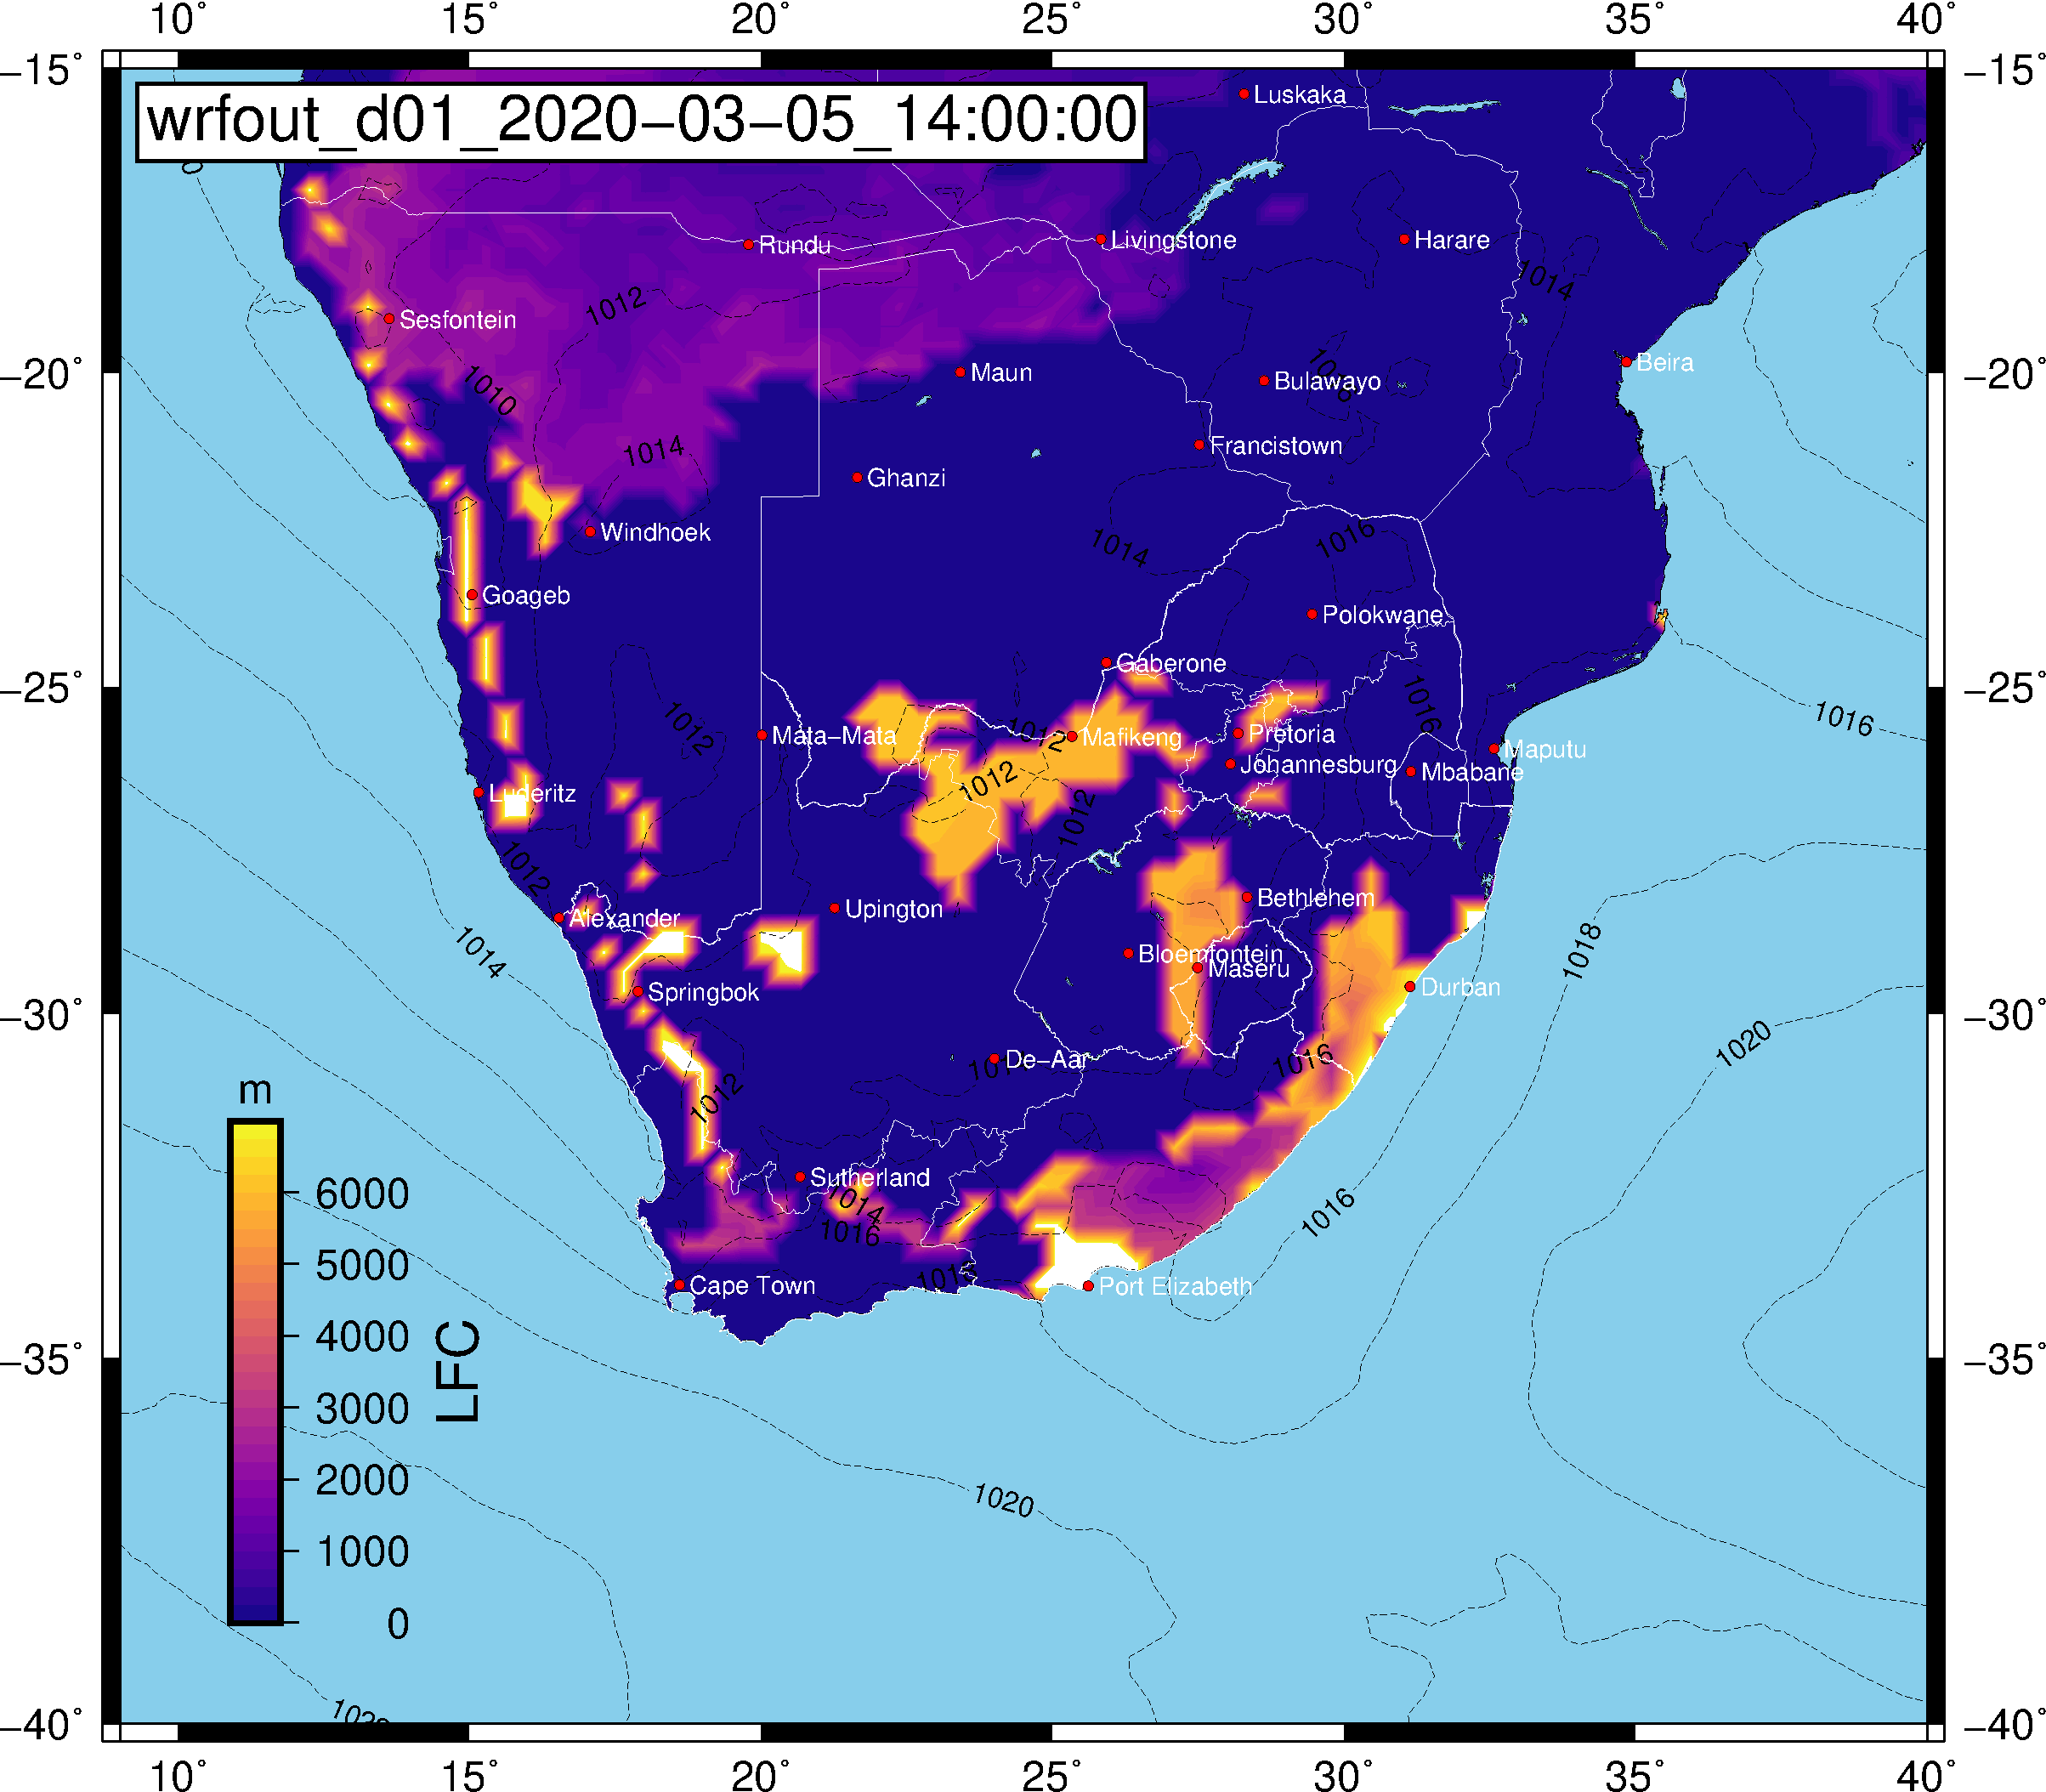 10° 15° 20° 25° 30° 35° 40°
−15° −15°
wrfout_d01_2020−03−05_14:00:00
Luskaka
Rundu
Livingstone
Harare
1014
1012
Sesfontein
Beira
−20° −20°
Maun
Bulawayo
1010
1014
Francistown
Ghanzi
Windhoek
1014
1016
Goageb
Polokwane
Gaberone
−25° −25°
1016
1016
1012
Mata−Mata
1012
Mafikeng
Pretoria
Maputu
Johannesburg
Mbabane
1012
Luderitz
1012
1012
Bethlehem
Upington
Alexander
1014
Bloemfontein
Maseru
1018
Springbok
Durban
−30° −30°
1020
De−Aar
1016
1012
m
Sutherland
1014
6000
1016
1016
5000
Cape Town
Port Elizabeth
4000
LFC
−35° −35°
3000
2000
1020
1000
0
−40° −40°
10° 15° 20° 25° 30° 35° 40°